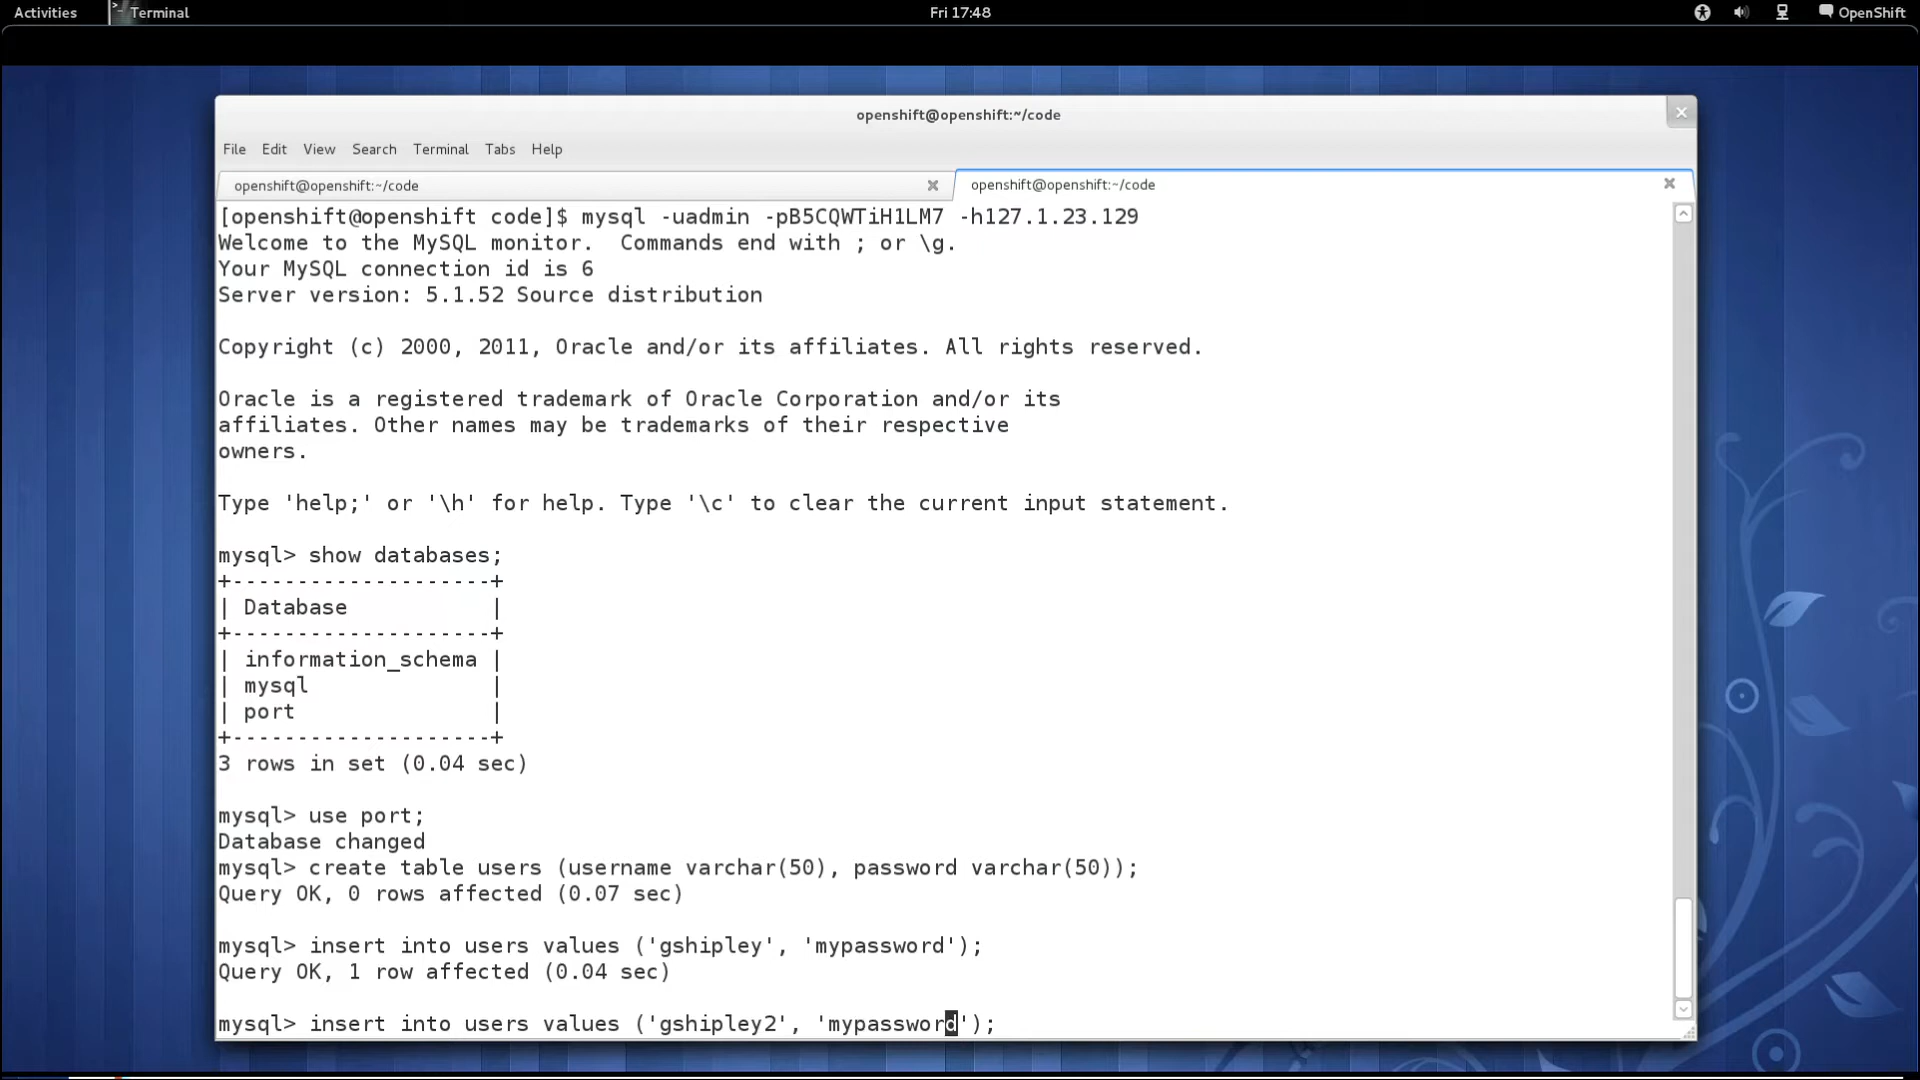 Activities Terminal Fri 17:48 OpenShift
openshift@openshift:~/code
File Edit View Search Terminal Tabs Help
openshift@openshift:~/code openshift@openshift:~/code
[openshift@openshift code]$ mysql -uadmin -pB5CQWTiH1LM7 -h127.1.23.129
Welcome to the MySQL monitor.  Commands end with ; or \g.
Your MySQL connection id is 6
Server version: 5.1.52 Source distribution
Copyright (c) 2000, 2011, Oracle and/or its affiliates. All rights reserved.
Oracle is a registered trademark of Oracle Corporation and/or its
affiliates. Other names may be trademarks of their respective
owners.
Type 'help;' or '\h' for help. Type '\c' to clear the current input statement.
mysql> show databases;
+--------------------+
| Database           |
+--------------------+
| information_schema |
| mysql              |
| port               |
+--------------------+
3 rows in set (0.04 sec)
mysql> use port;
Database changed
mysql> create table users (username varchar(50), password varchar(50));
Query OK, 0 rows affected (0.07 sec)
mysql> insert into users values ('gshipley', 'mypassword');
Query OK, 1 row affected (0.04 sec)
mysql> insert into users values ('gshipley2', 'mypassword');